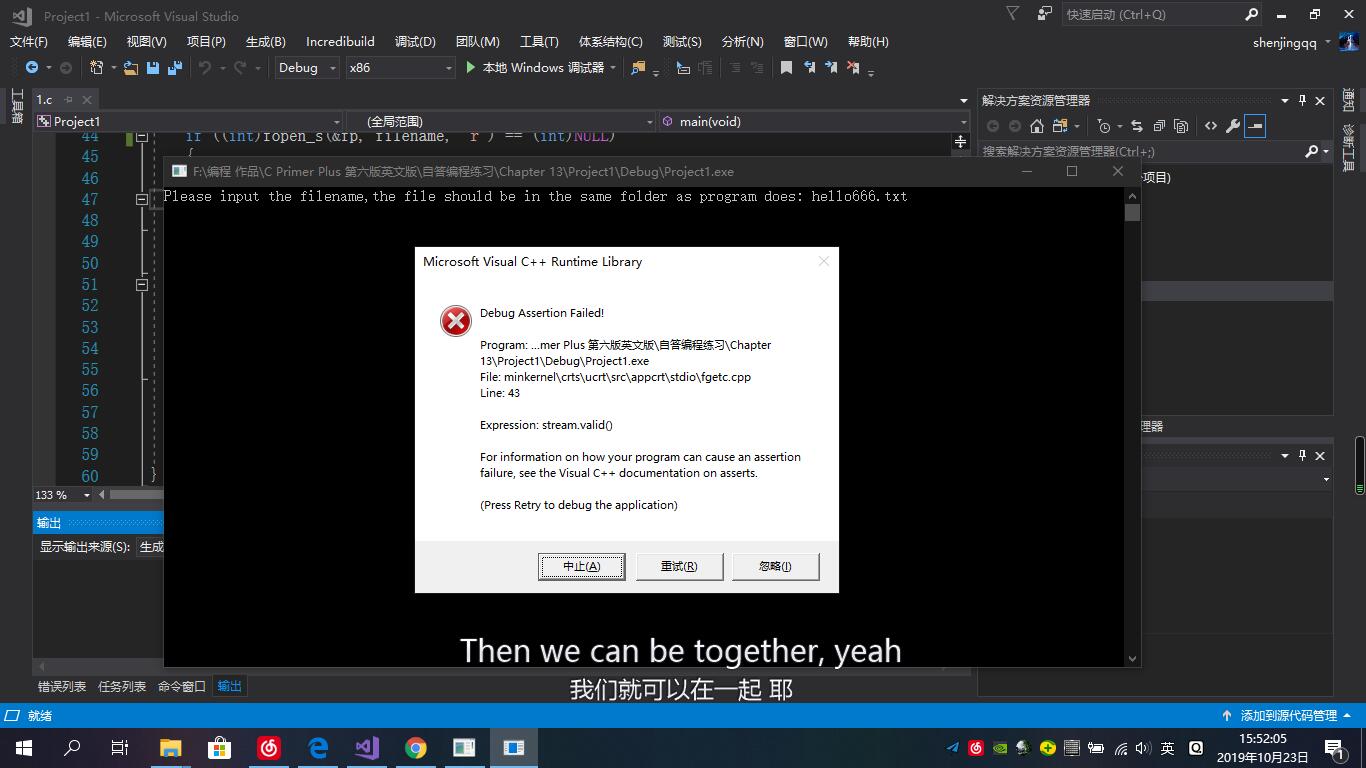 Project1 - Microsoft Visual Studio
快速启动 (Ctrl+Q)
文件(F) 编辑(E) 视图(V) 项目(P) 生成(B) Incredibuild 调试(D) 团队(M) 工具(T) 体系结构(C) 测试(S) 分析(N) 窗口(W) 帮助(H)
shenjingqq
Debug x86 本地 Windows 调试器
工具箱
1.c
解决方案资源管理器
通知
诊断工具
Project1 (全局范围) main(void)
44 if ((int)fopen_s(&fp, filename, "r") == (int)NULL)
搜索解决方案资源管理器(Ctrl+;)
45 {
46
F:\编程 作品\C Primer Plus 第六版英文版\自答编程练习\Chapter 13\Project1\Debug\Project1.exe
项目)
47
Please input the filename,the file should be in the same folder as program does: hello666.txt
48
49
50
51
52
53
54
55
56
57
58
59
60 }
Microsoft Visual C++ Runtime Library
Debug Assertion Failed!
Program: ...mer Plus 第六版英文版\自答编程练习\Chapter
13\Project1\Debug\Project1.exe
File: minkernel\crts\ucrt\src\appcrt\stdio\fgetc.cpp
Line: 43
Expression: stream.valid()
For information on how your program can cause an assertion
failure, see the Visual C++ documentation on asserts.
(Press Retry to debug the application)
中止(A) 重试(R) 忽略(I)
理器
133 %
输出
显示输出来源(S): 生成
Then we can be together, yeah
我们就可以在一起 耶
错误列表 任务列表 命令窗口 输出
就绪
添加到源代码管理
英
15:52:05
2019年10月23日
1